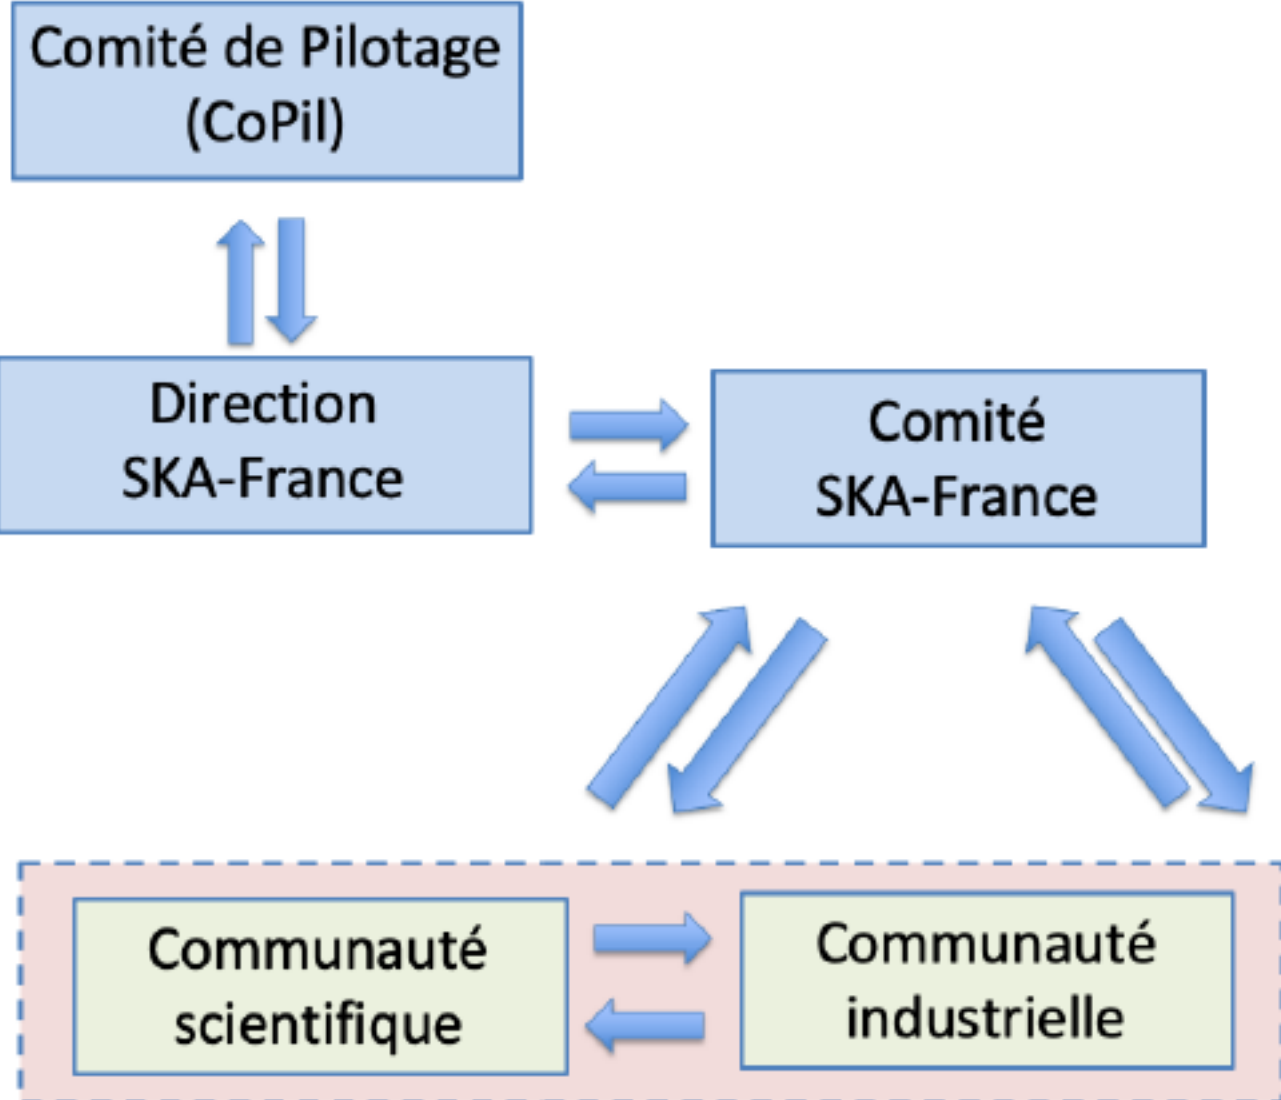 Comité de Pilotage
(CoPil)
Direction
SKA-France
Comité
SKA-France
Communauté
scientifique
Communauté
industrielle